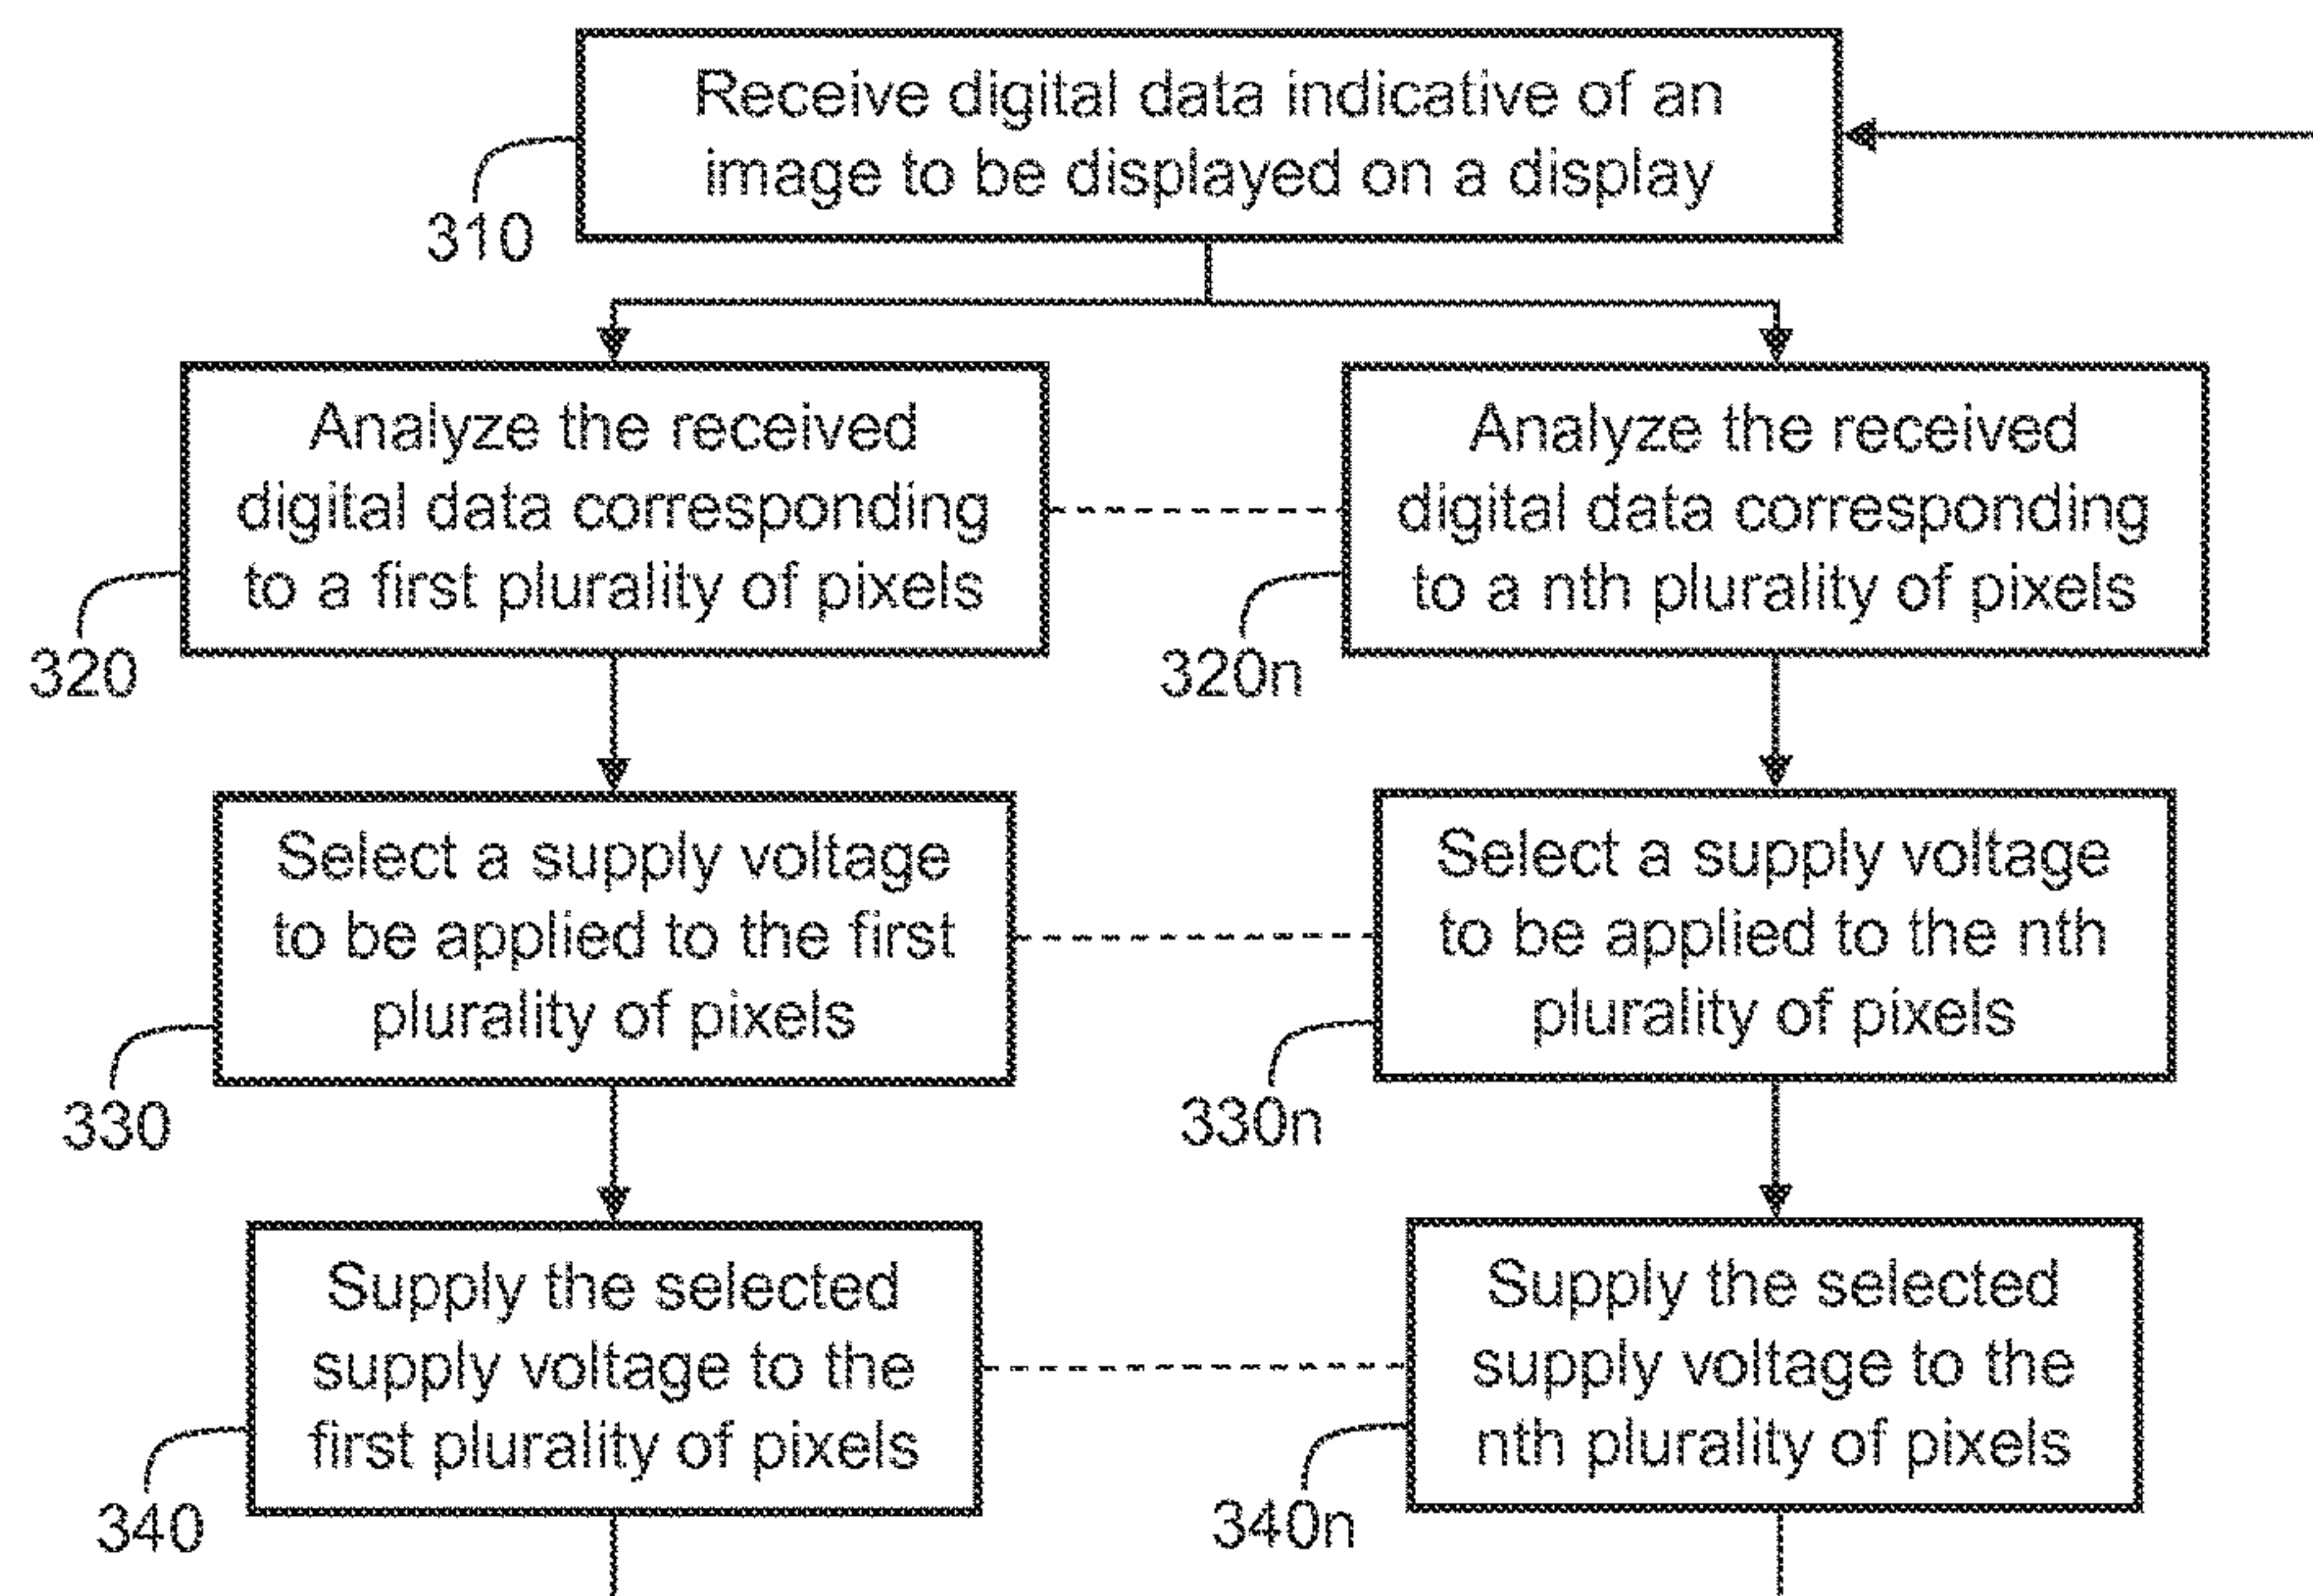 Receive digital data indicative of an
image to be displayed on a display
310
Analyze the received
digital data corresponding
to a first plurality of pixels
320
Analyze the received
digital data corresponding
to a nth plurality of pixels
320n
Select a supply voltage
to be applied to the first
plurality of pixels
330
Select a supply voltage
to be applied to the nth
plurality of pixels
330n
Supply the selected
supply voltage to the
first plurality of pixels
340
Supply the selected
supply voltage to the
nth plurality of pixels
340n